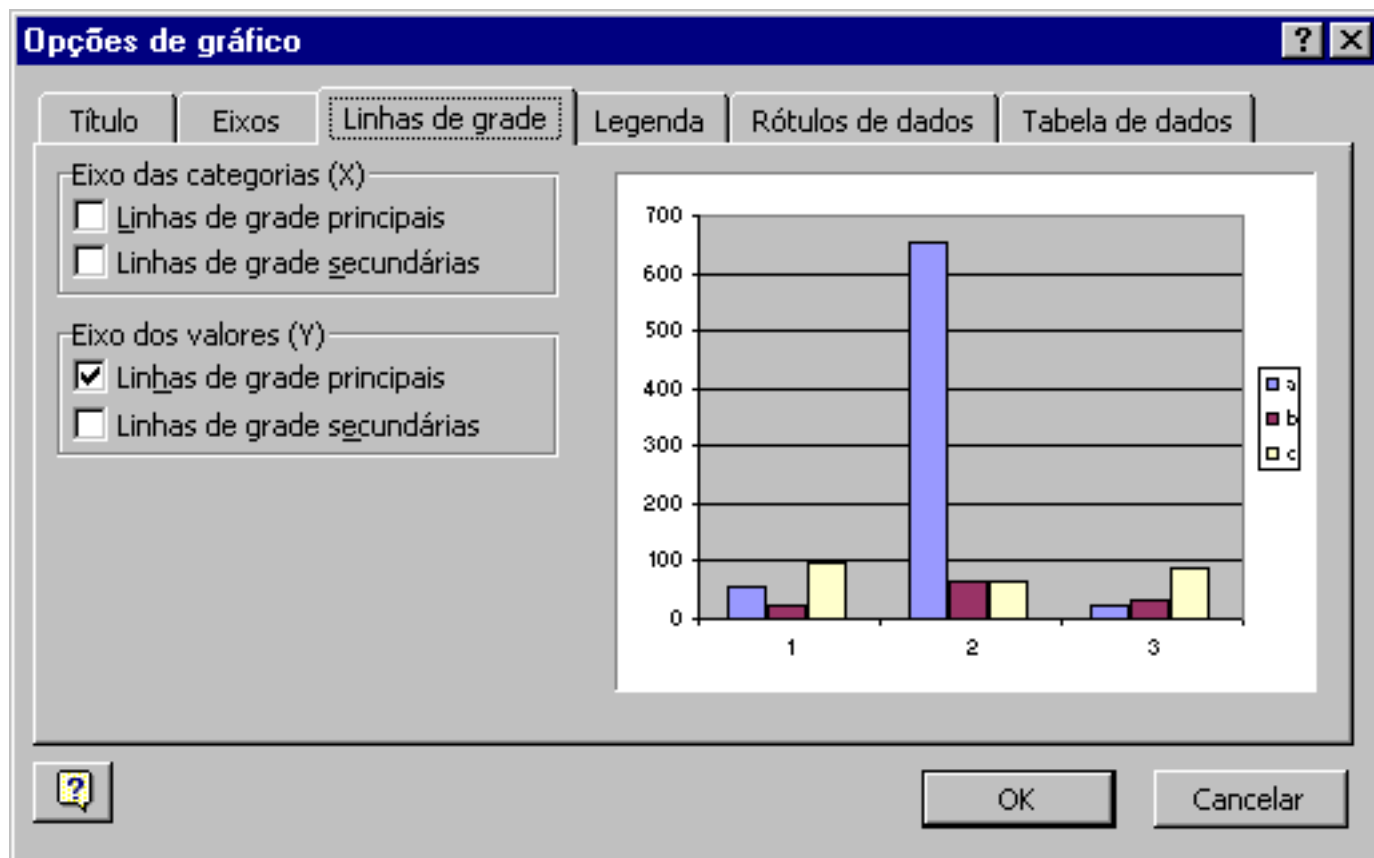 Opções de gráfico
Título
Eixos
Linhas de grade
Legenda
Rótulos de dados
Tabela de dados
Eixo das categorias (X)
Linhas de grade principais
Linhas de grade secundárias
Eixo dos valores (Y)
Linhas de grade principais
Linhas de grade secundárias
700
600
500
400
300
200
100
0
1
2
3
a
b
c
OK
Cancelar